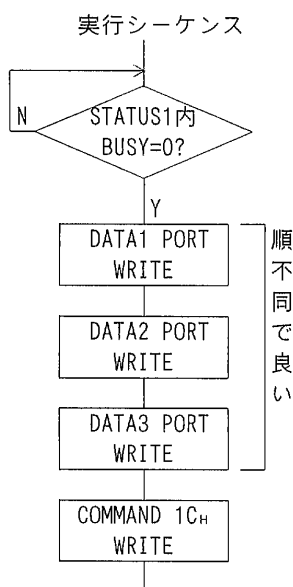 実行シーケンス
STATUS1内
N
BUSY=0?
Y
DATA1 PORT
WRITE
DATA2 PORT
WRITE
DATA3 PORT
WRITE
順不同で良い
COMMAND 1CH
WRITE